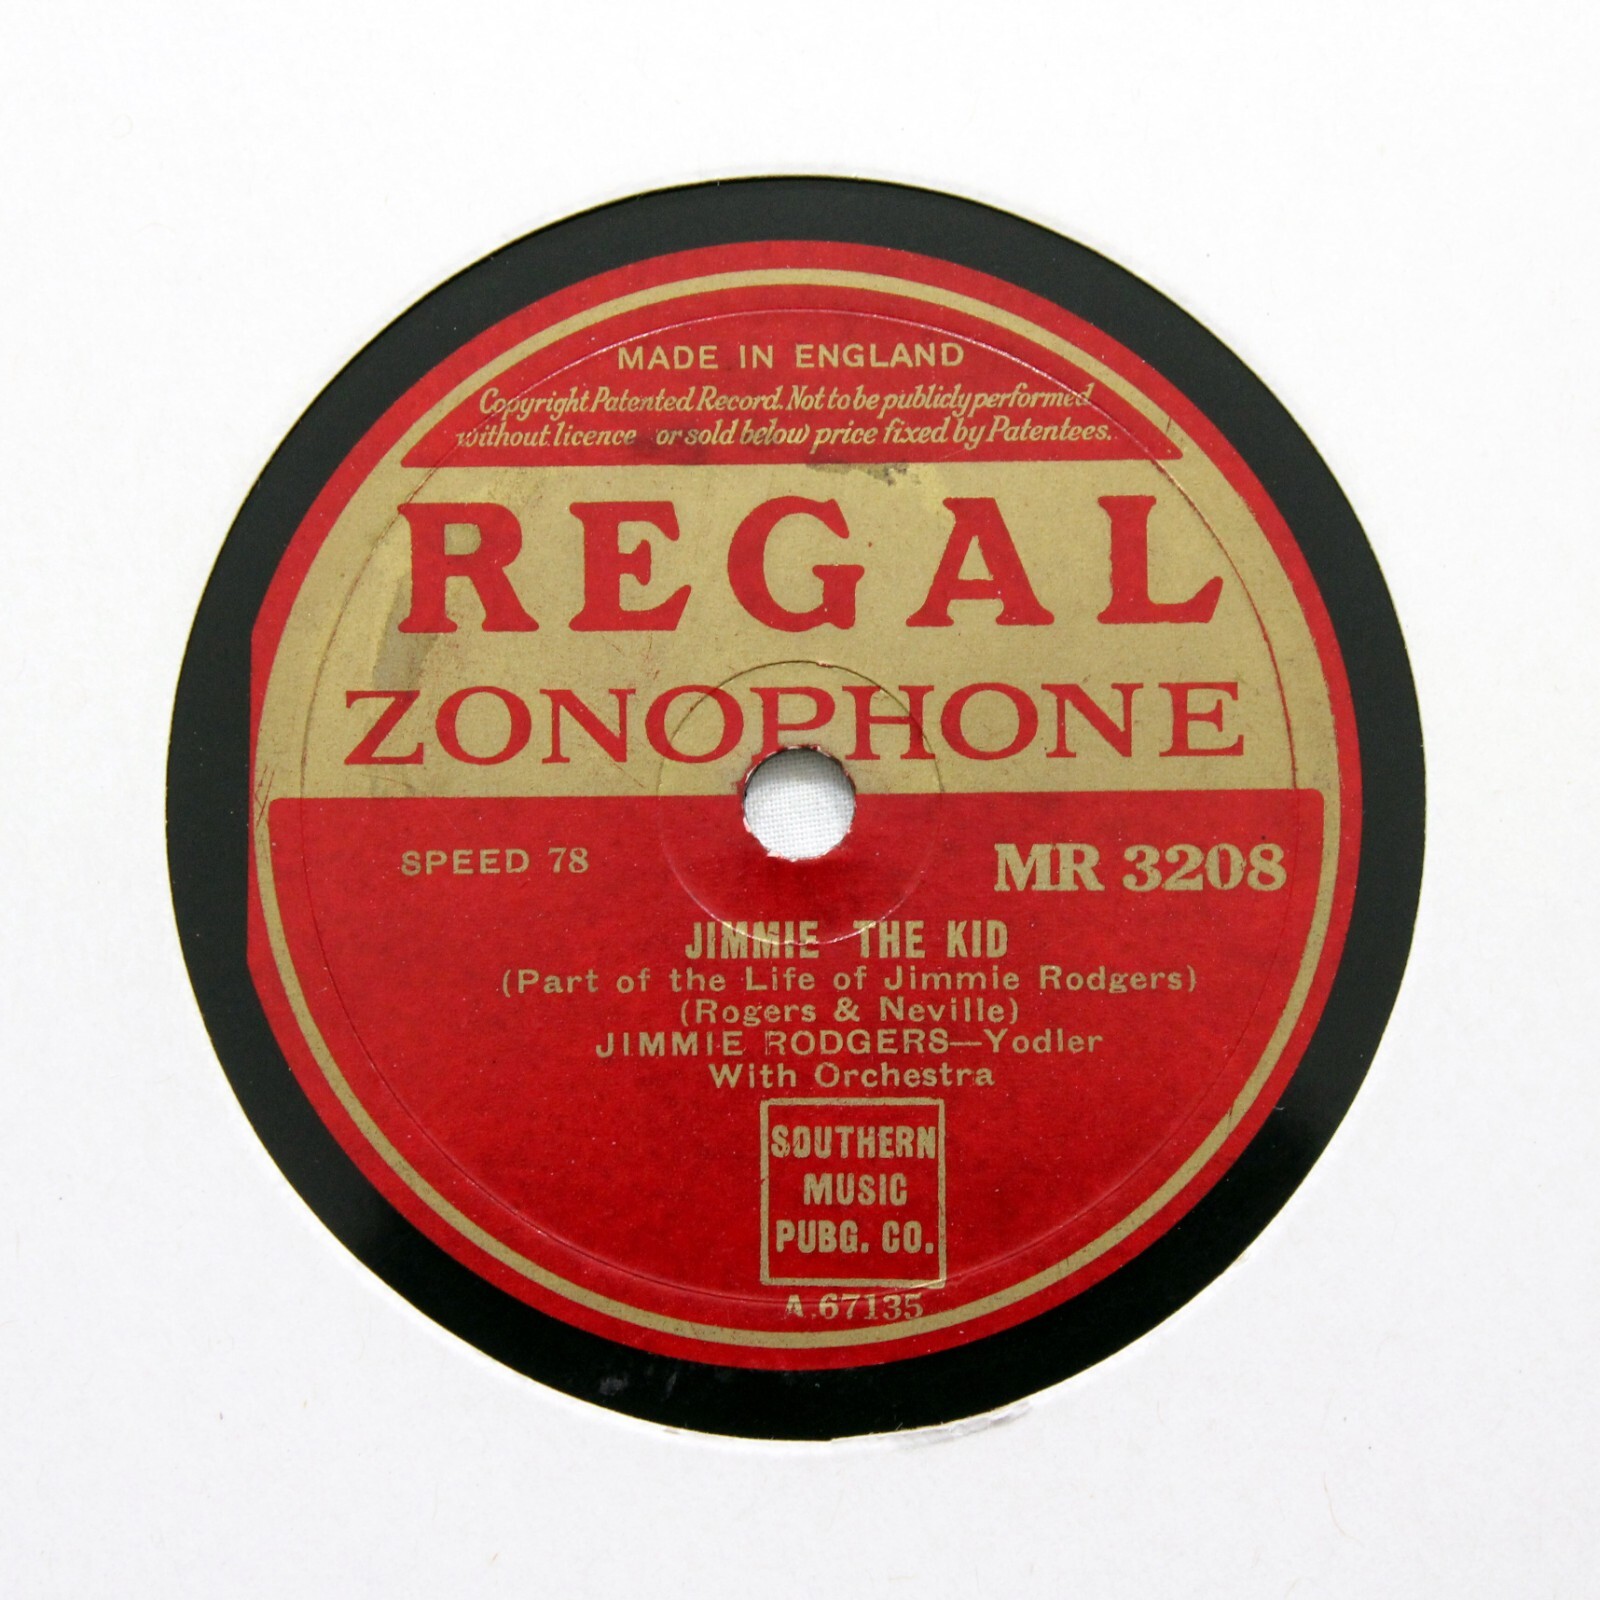 MADE IN ENGLAND
Copyright Patented Record. Not to be publicly performed
without licence or sold below price fixed by Patentees.
REGAL
ZONOPHONE
SPEED 78 MR 3208
JIMMIE THE KID
(Part of the Life of Jimmie Rodgers)
(Rogers & Neville)
JIMMIE RODGERS—Yodler
With Orchestra
SOUTHERN
MUSIC
PUBG. CO.
A.67135